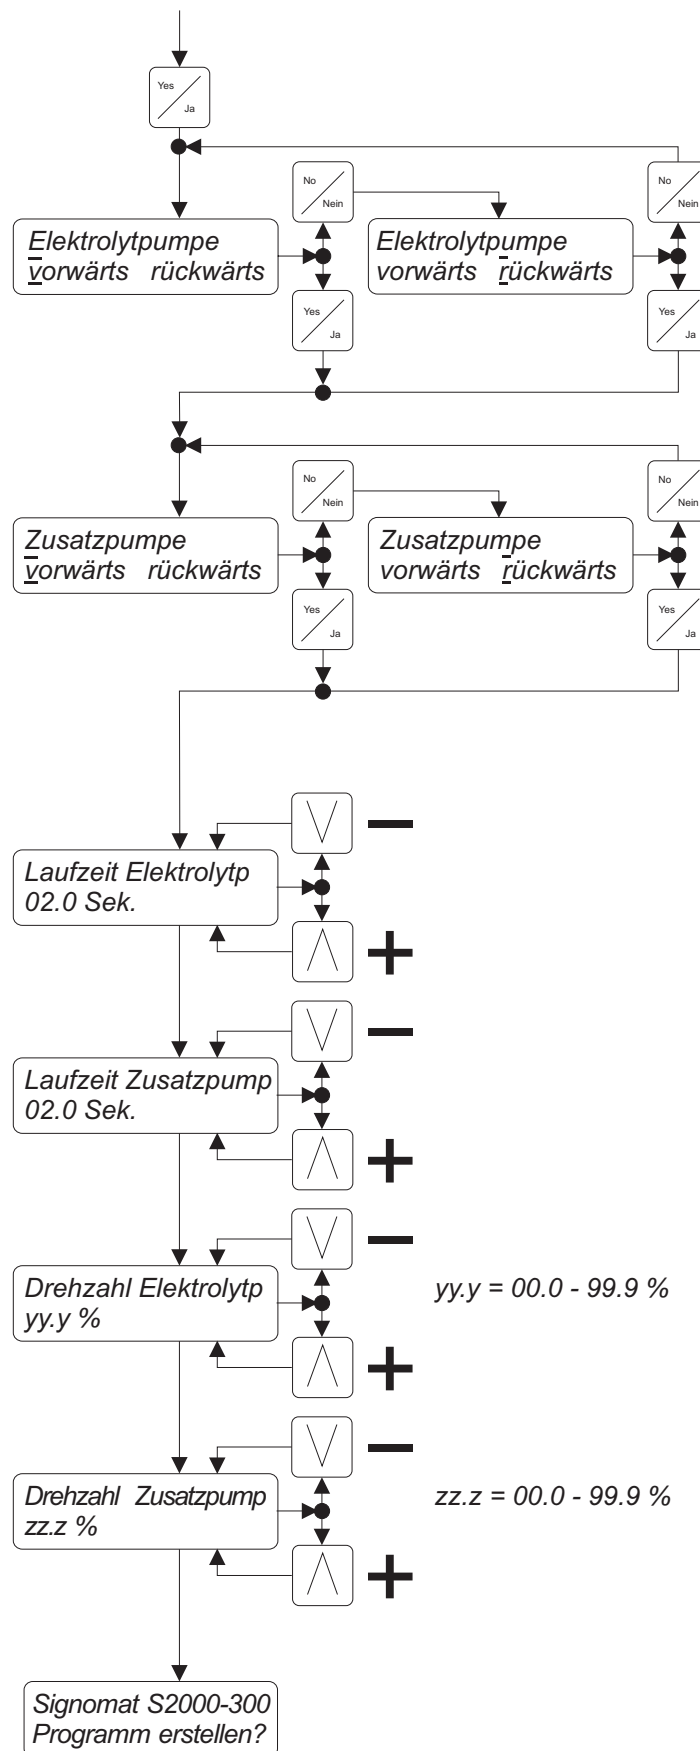 Yes
Ja
No
Nein
No
Nein
Elektrolytpumpe
vorwärts rückwärts
Elektrolytpumpe
vorwärts rückwärts
Yes
Ja
Yes
Ja
No
Nein
No
Nein
Zusatzpumpe
vorwärts rückwärts
Zusatzpumpe
vorwärts rückwärts
Yes
Ja
Yes
Ja
−
Laufzeit Elektrolytp
02.0 Sek.
+
−
Laufzeit Zusatzpump
02.0 Sek.
+
−
Drehzahl Elektrolytp
yy.y %
yy.y = 00.0 - 99.9 %
+
−
Drehzahl Zusatzpump
zz.z %
zz.z = 00.0 - 99.9 %
+
Signomat S2000-300
Programm erstellen?